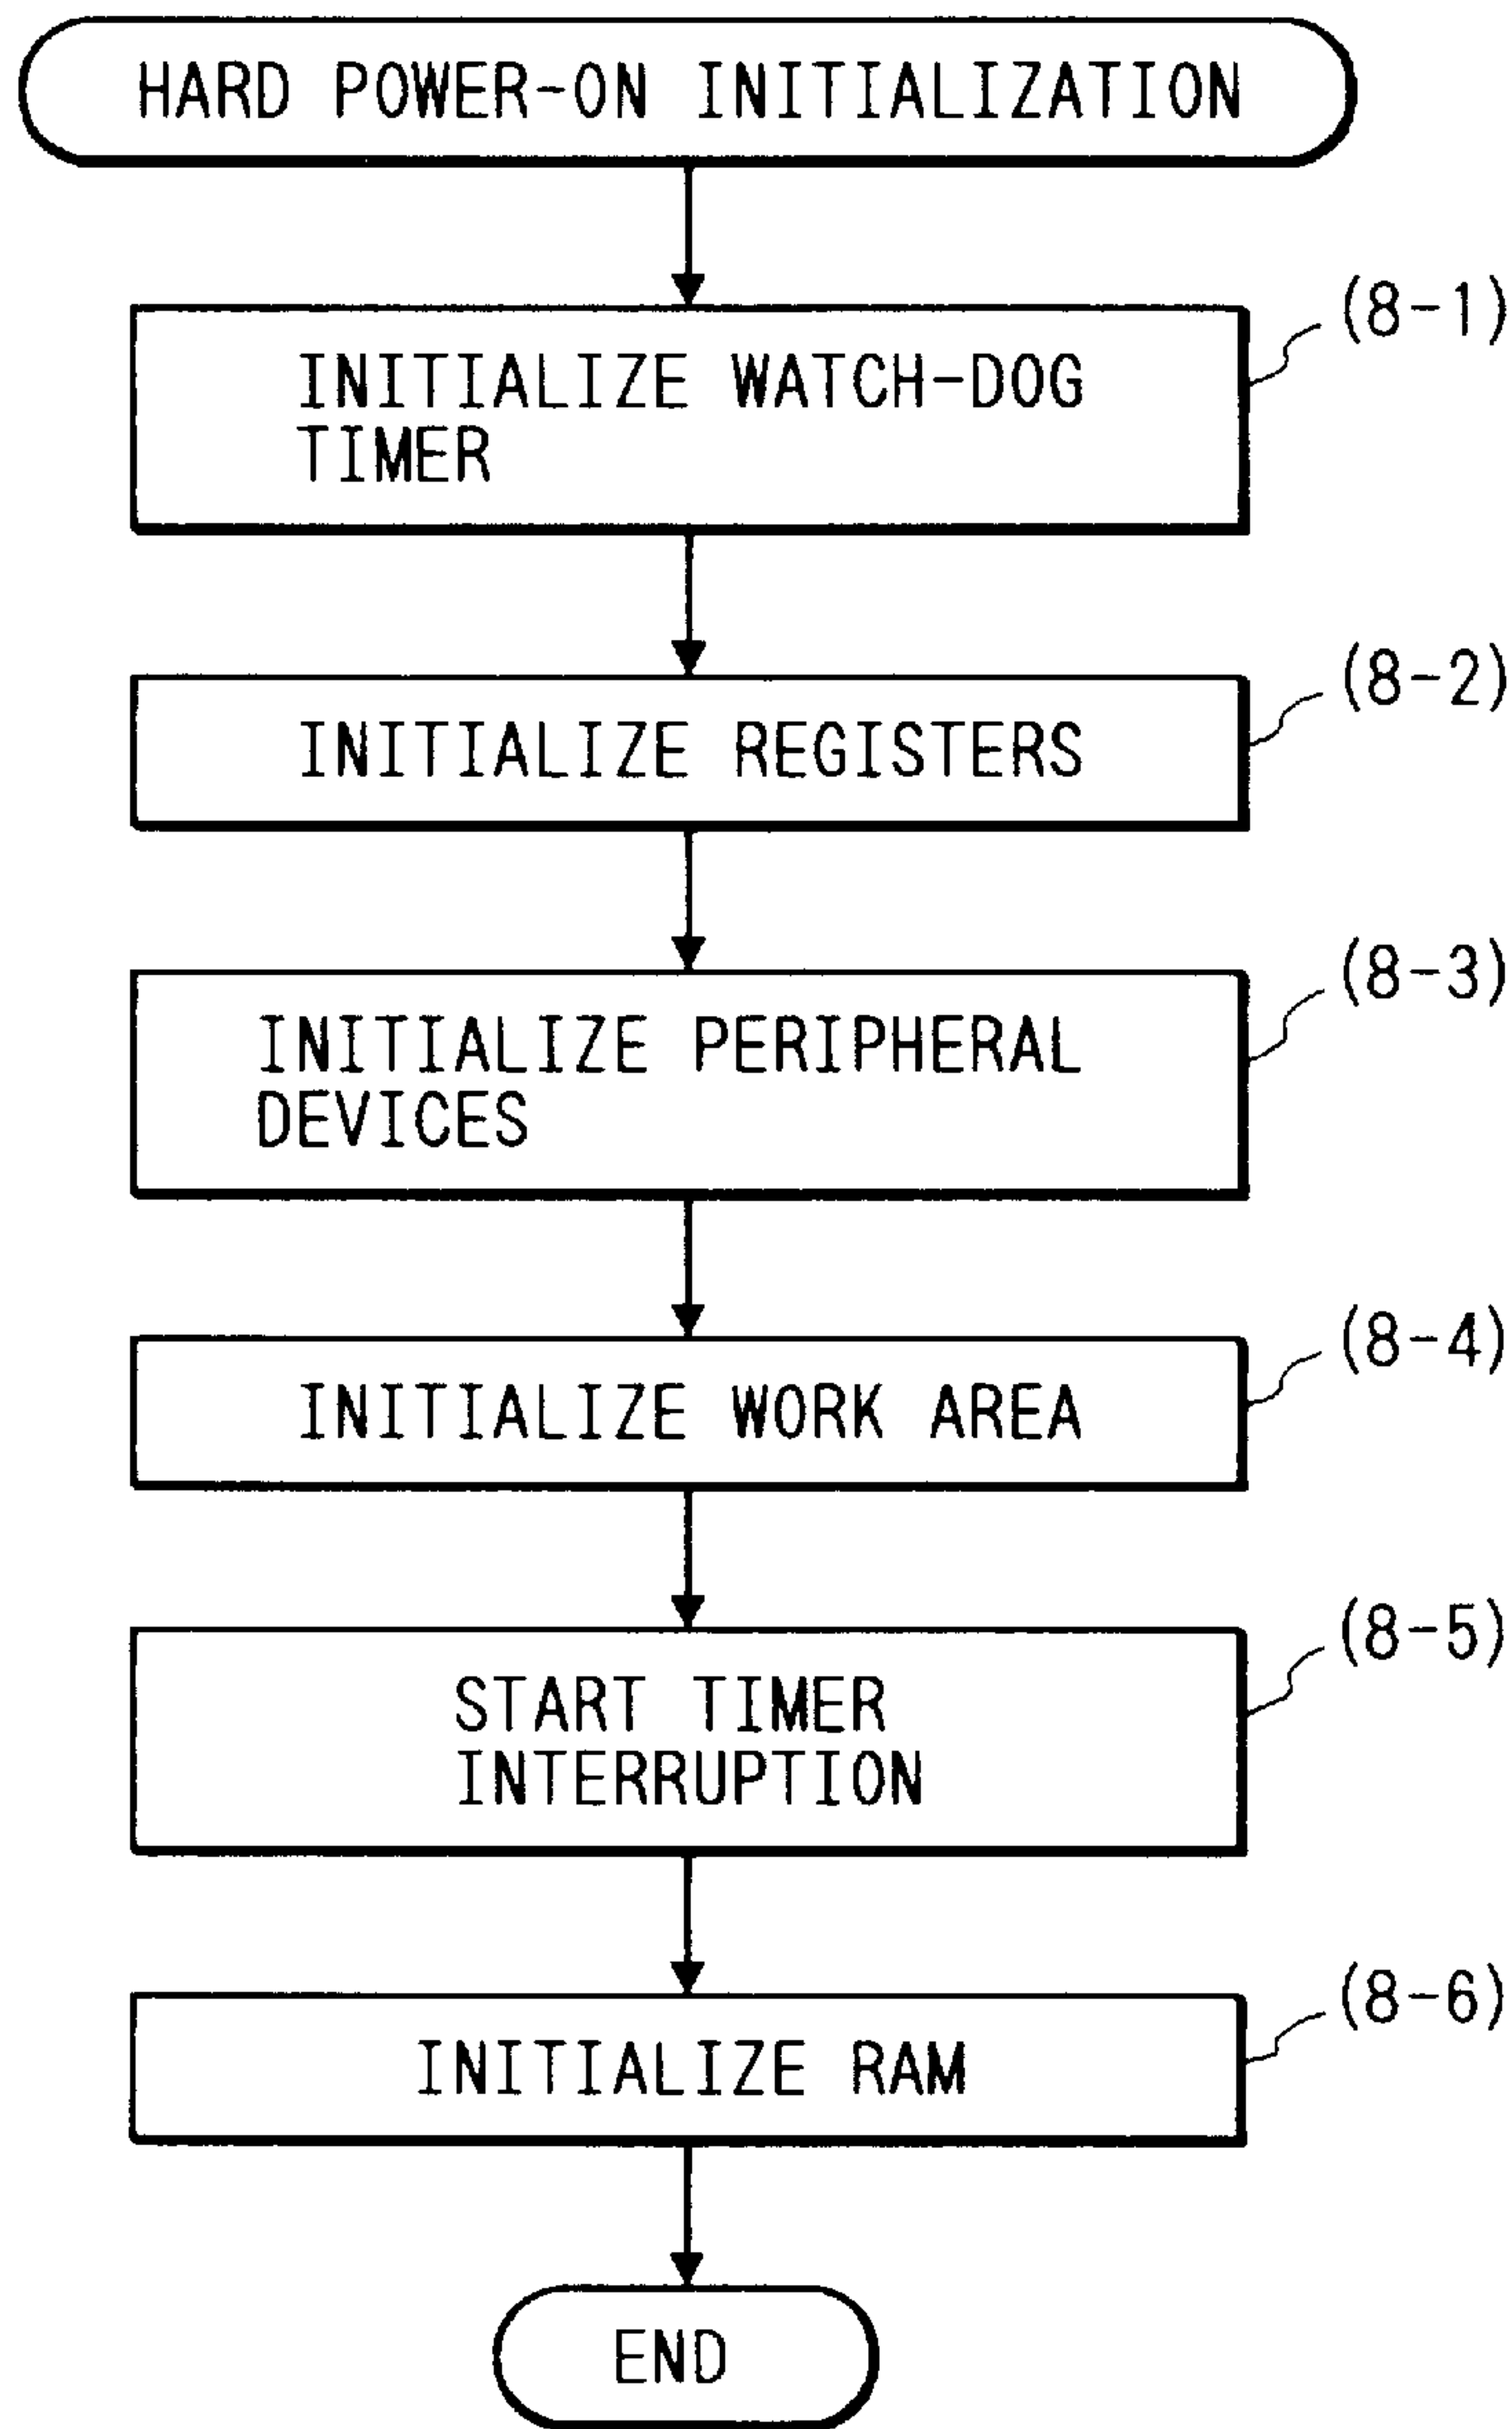 HARD POWER-ON INITIALIZATION
(8-1)
INITIALIZE WATCH-DOG
TIMER
(8-2)
INITIALIZE REGISTERS
(8-3)
INITIALIZE PERIPHERAL
DEVICES
(8-4)
INITIALIZE WORK AREA
(8-5)
START TIMER
INTERRUPTION
(8-6)
INITIALIZE RAM
END